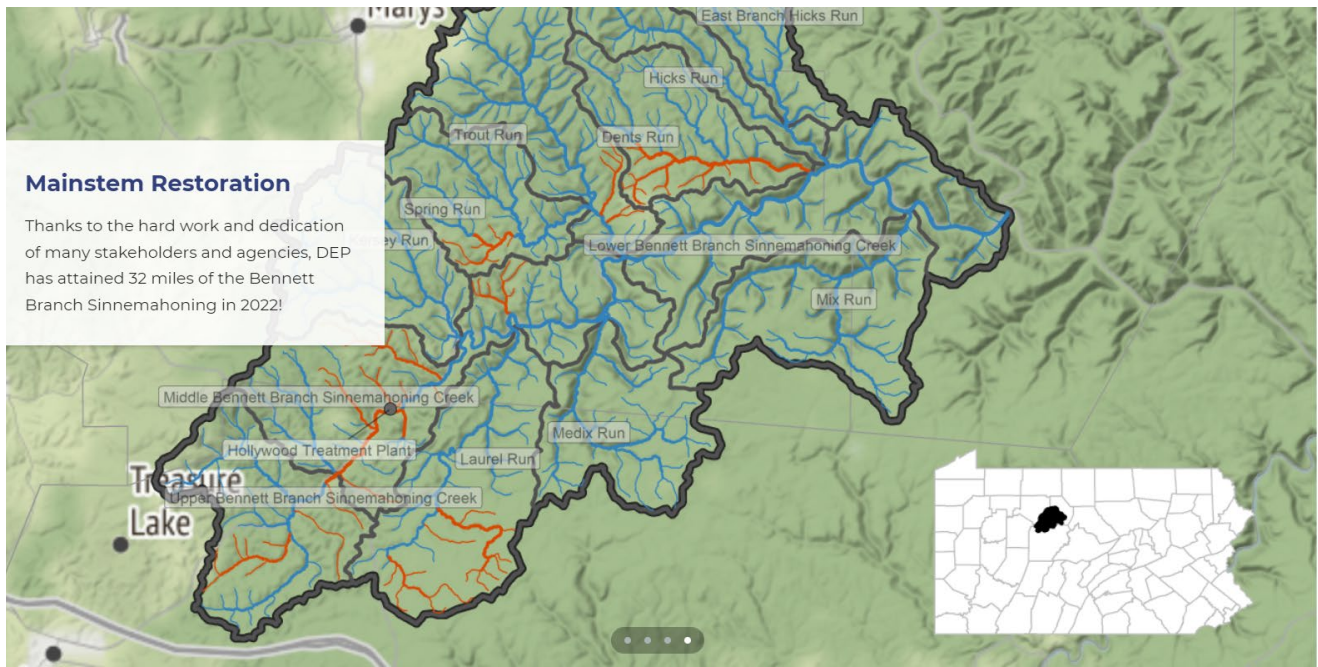 Marys
East Branch Hicks Run
Hicks Run
Trout Run
Dents Run
Mainstem Restoration
Thanks to the hard work and dedication
of many stakeholders and agencies, DEP
has attained 32 miles of the Bennett
Branch Sinnemahoning in 2022!
Spring Run
Kersey Run
Lower Bennett Branch Sinnemahoning Creek
Mix Run
Middle Bennett Branch Sinnemahoning Creek
Medix Run
Hollywood Treatment Plant
Laurel Run
Treasure
Lake
Upper Bennett Branch Sinnemahoning Creek